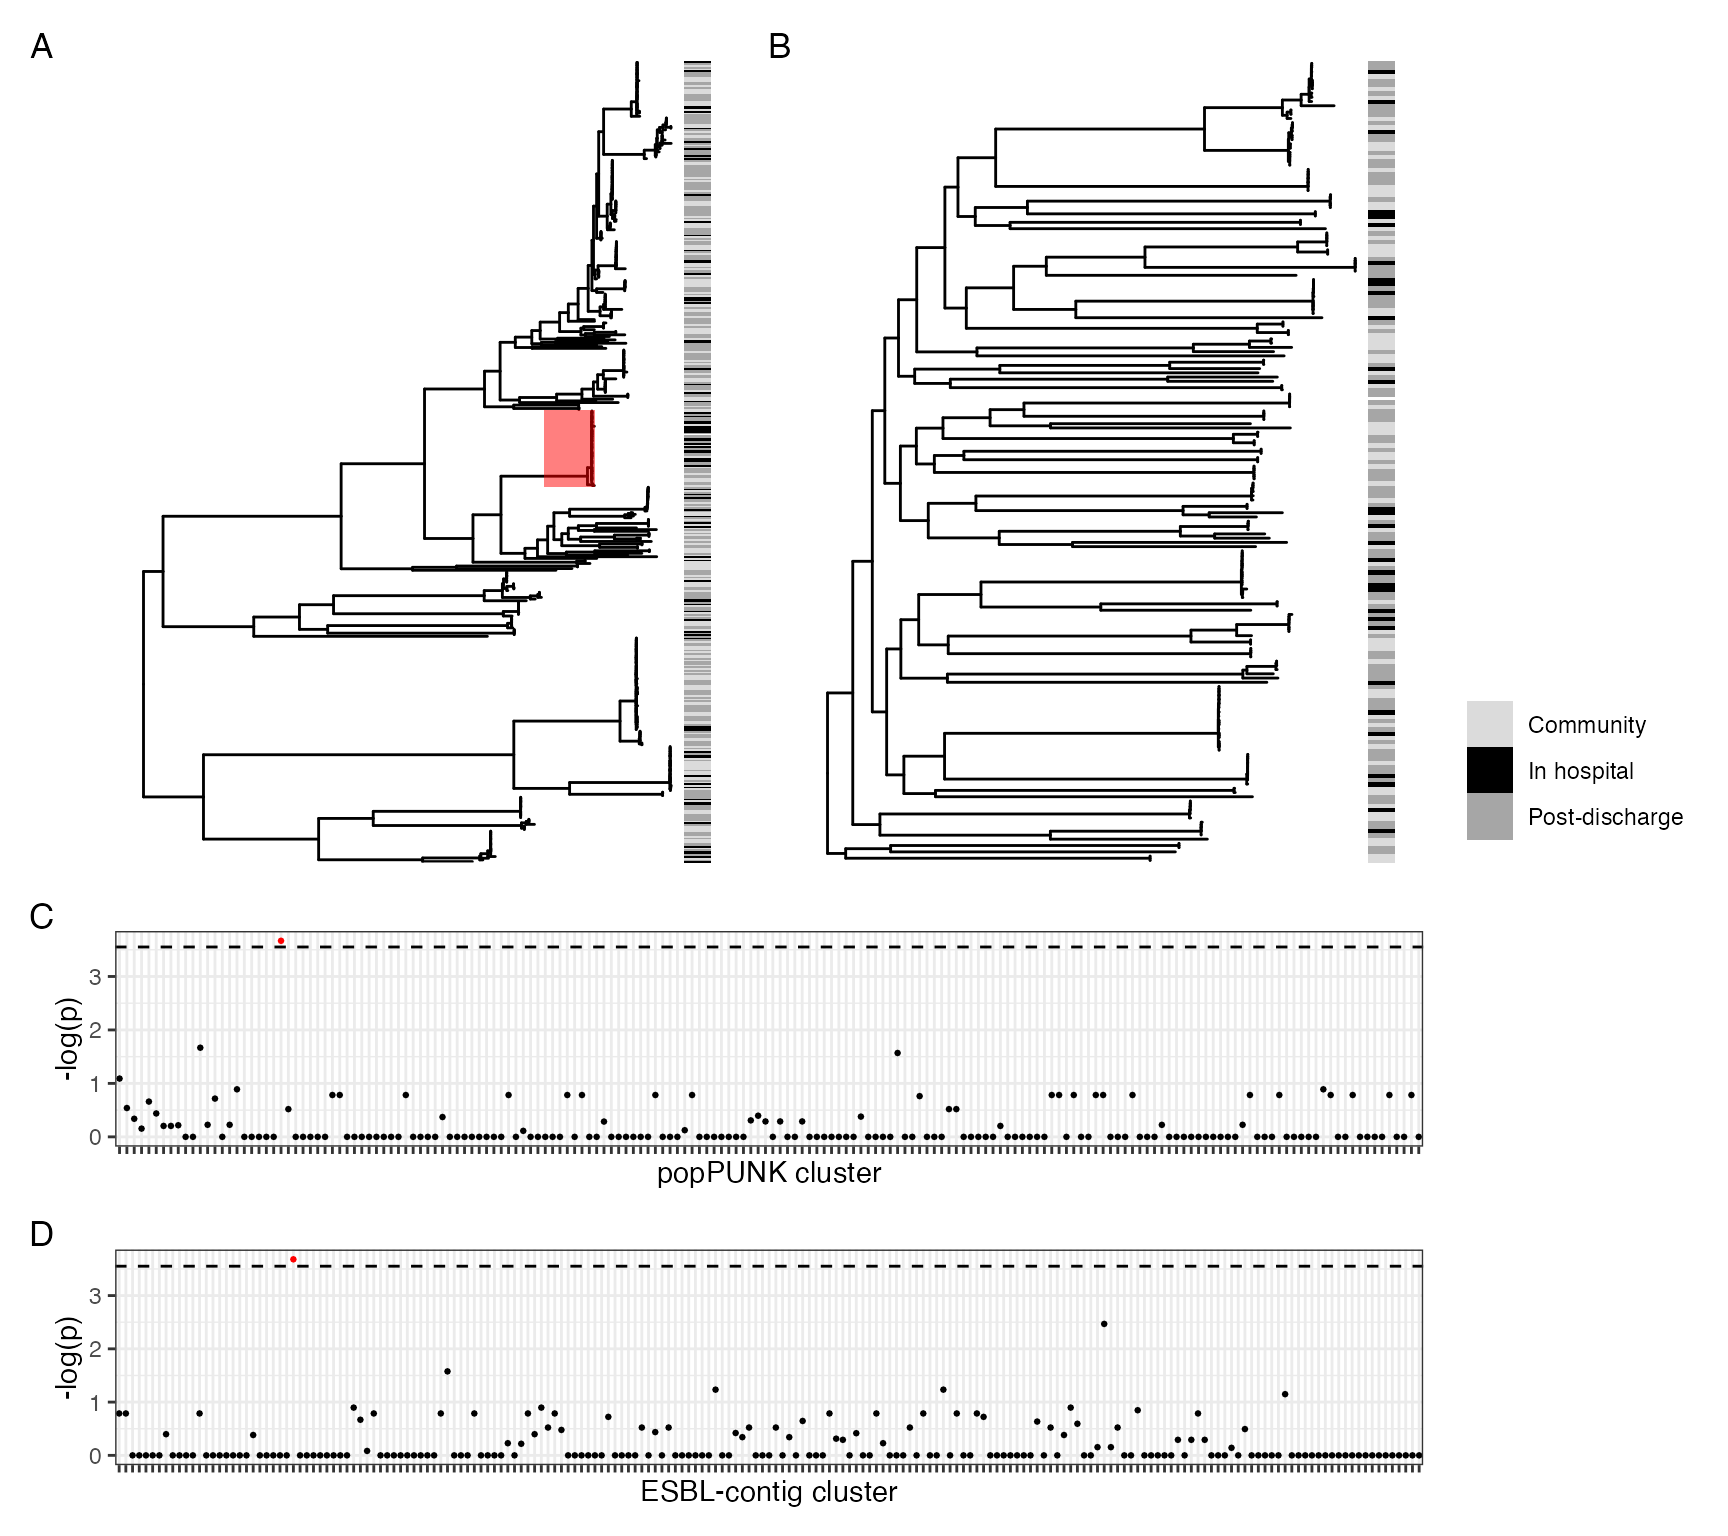 A
B
Community
In hospital
Post-discharge
C
3
2
1
0
-log(p)
popPUNK cluster
D
3
2
1
0
-log(p)
ESBL-contig cluster